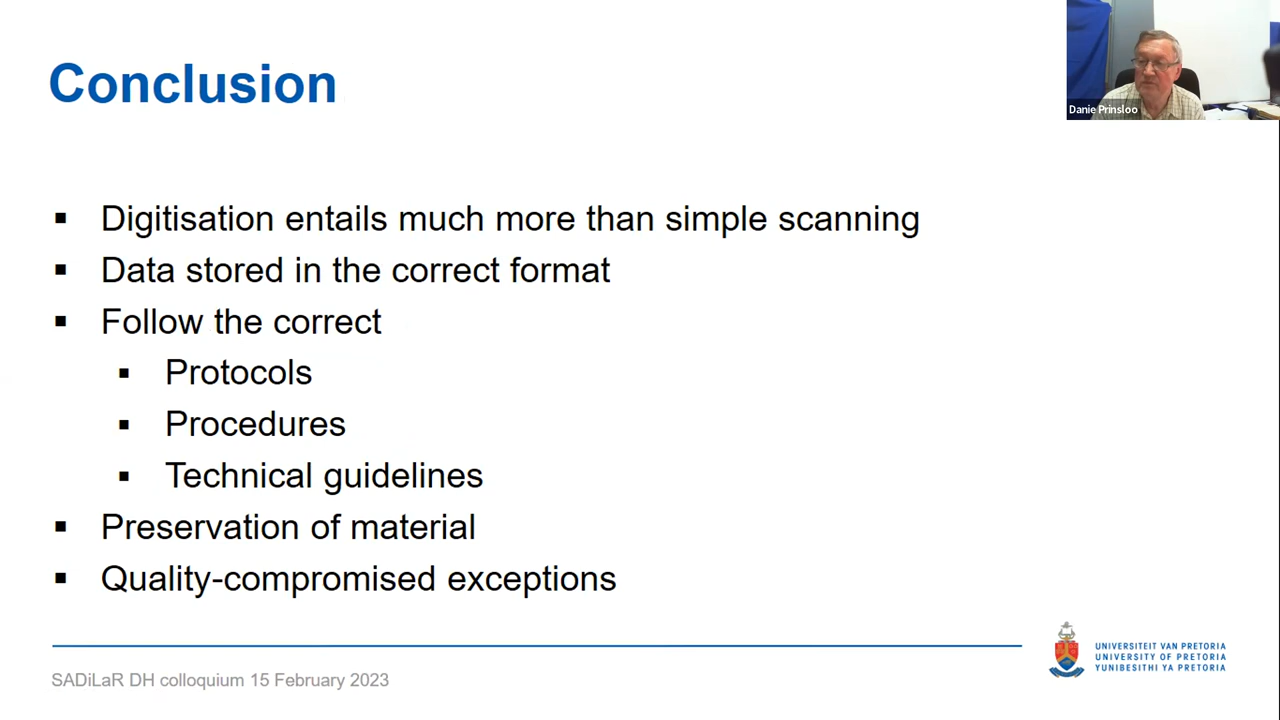 Conclusion
Danie Prinsloo
▪ Digitisation entails much more than simple scanning
▪ Data stored in the correct format
▪ Follow the correct
▪ Protocols
▪ Procedures
▪ Technical guidelines
▪ Preservation of material
▪ Quality-compromised exceptions
SADiLaR DH colloquium 15 February 2023
UNIVERSITEIT VAN PRETORIA
UNIVERSITY OF PRETORIA
YUNIBESITHI YA PRETORIA